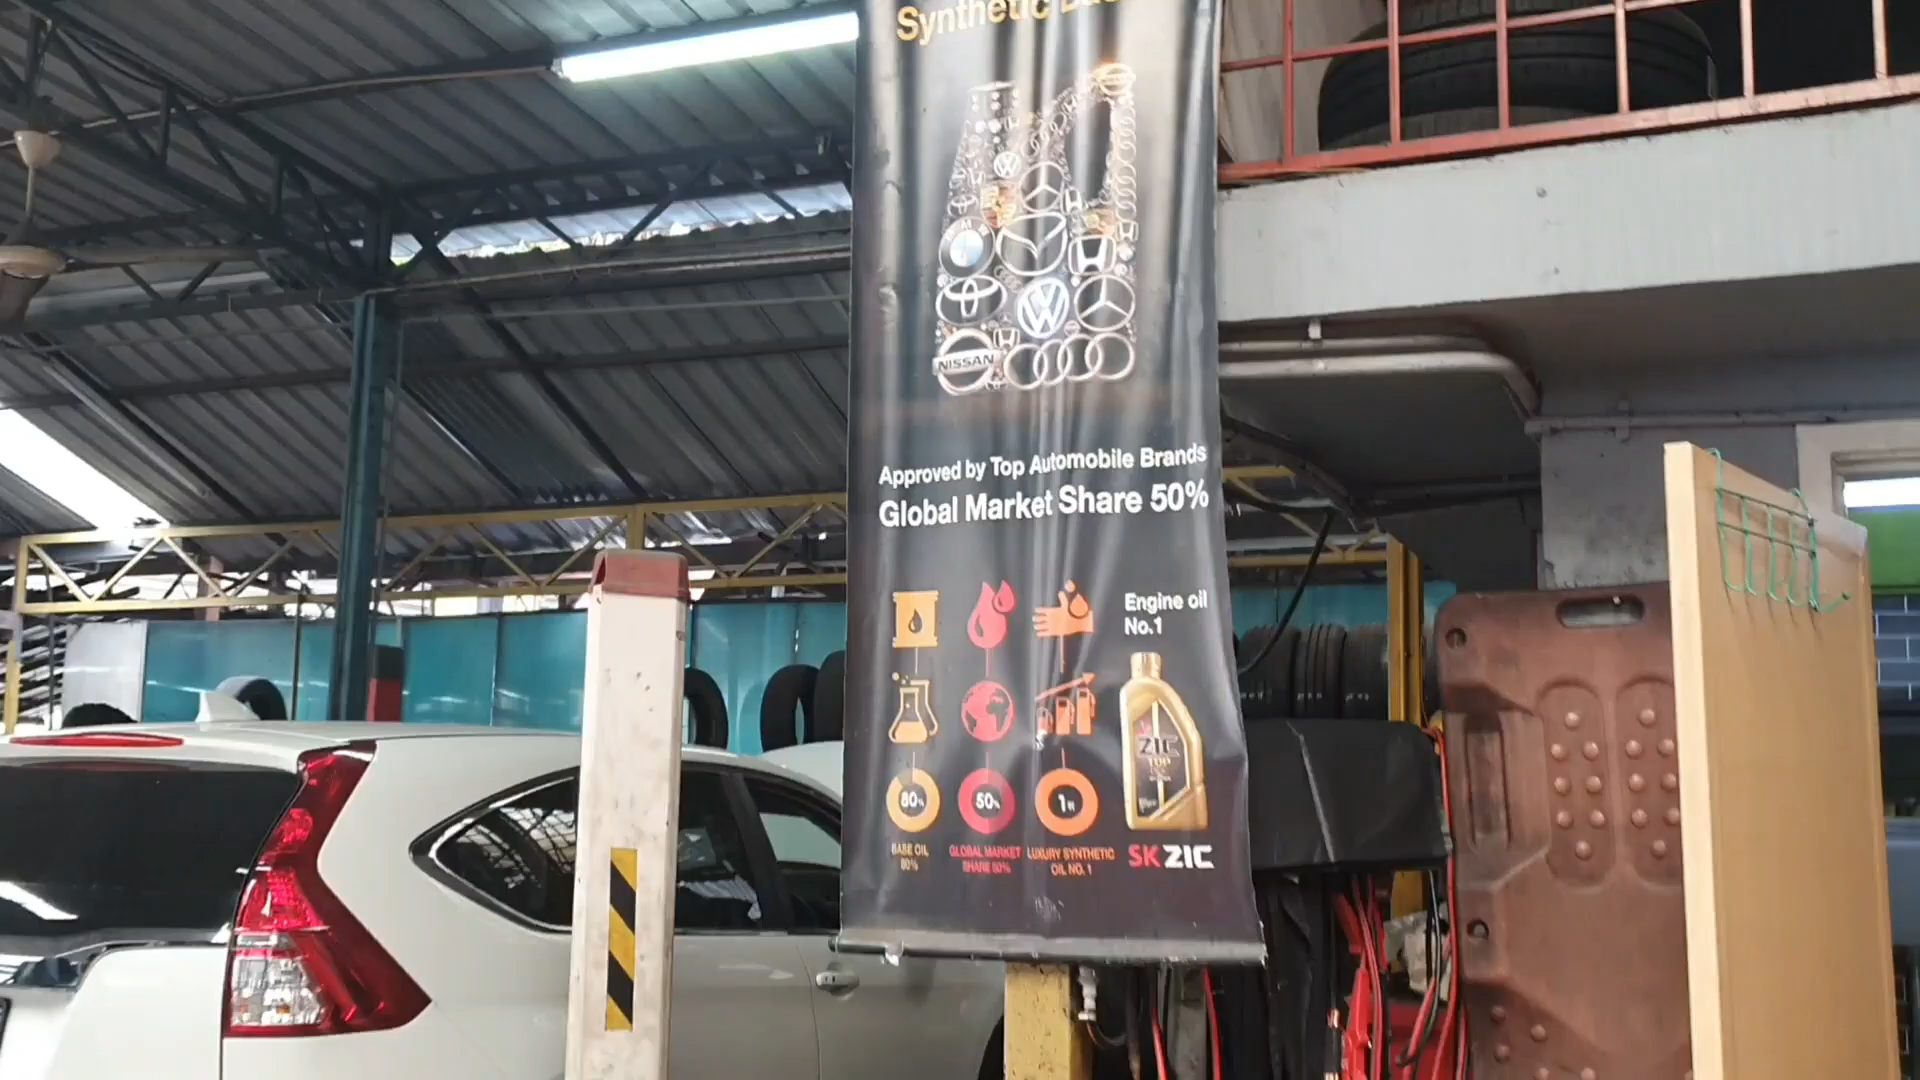 Synthetic
NISSAN
Approved by Top Automobile Brands
Global Market Share 50%
Engine oil
No.1
ZIC
TOP
80%
50%
1
BASE OIL
80%
GLOBAL MARKET
SHARE 50%
LUXURY SYNTHETIC
OIL NO. 1
SK ZIC